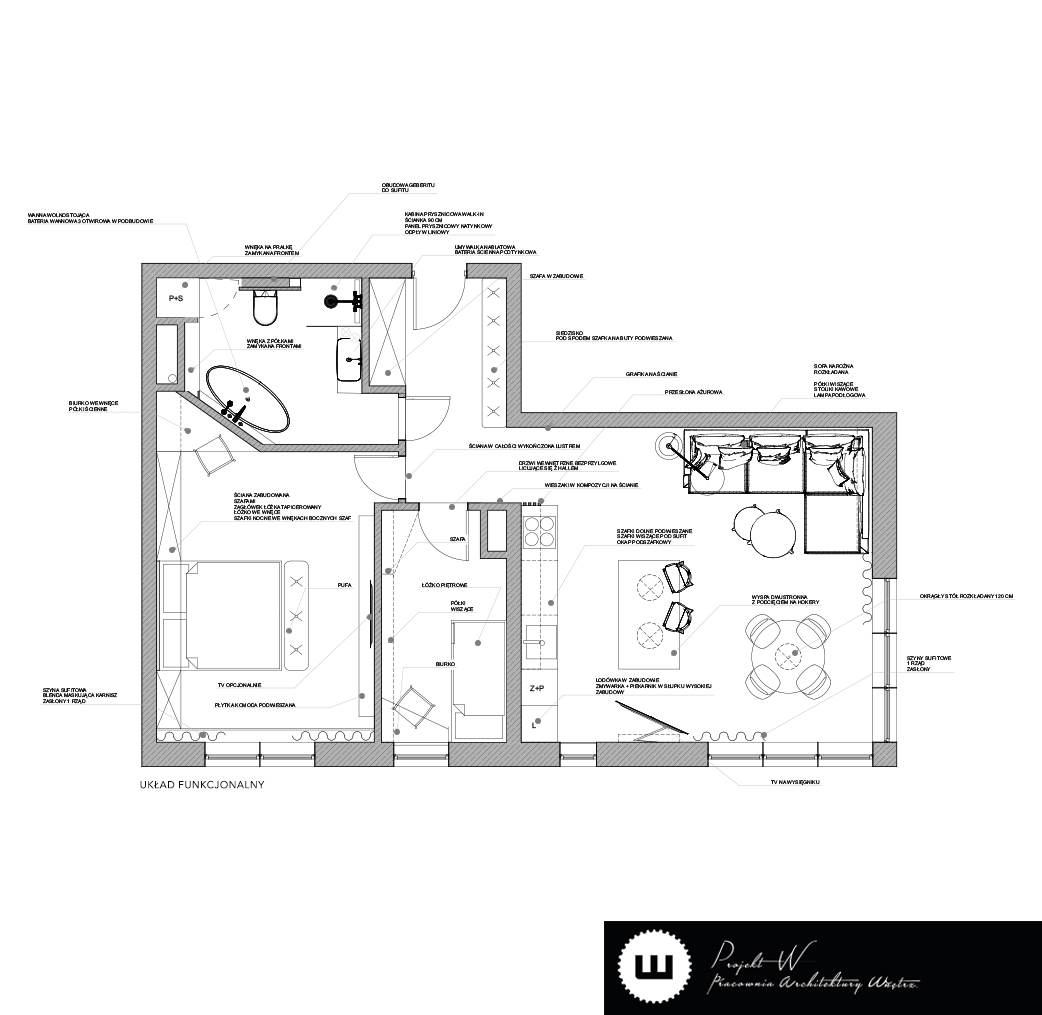 OBUDOWA GEBERITU
DO SUFITU
WANNA WOLNOSTOJĄCA
BATERIA WANNOWA 3 OTWIROWA W PODBUDOWIE
KABINA PRYSZNICOWA WALK-IN
ŚCIANKA 90 CM
PANEL PRYSZNICOWY NATYNKOWY
ODPŁYW LINIOWY
WNĘKA NA PRALKĘ
ZAMYKANA FRONTEM
UMYWALKA NABLATOWA
BATERIA ŚCIENNA PODTYNKOWA
SZAFA W ZABUDOWIE
P+S
SIEDZISKO
POD SPODEM SZAFKA NA BUTY PODWIESZANA
WNĘKA Z PÓŁKAMI
ZAMYKANA FRONTAMI
GRAFIKA NA ŚCIANIE
SOFA NAROŻNA
ROZKŁADANA
PÓŁKI WISZĄCE
STOLIKI KAWOWE
LAMPA PODŁOGOWA
PRZESŁONA AŻUROWA
BIURKO WE WNĘCE
PÓŁKI ŚCIENNE
ŚCIANA W CAŁOŚCI WYKOŃCZONA LUSTREM
DRZWI WEWNĘTRZNE BEZPRZYLGOWE
LICUJĄCE SIĘ Z HALLEM
WIESZAKI W KOMPOZYCJI NA ŚCIANIE
ŚCIANA ZABUDOWANA
SZAFAMI
ZAGŁÓWEK ŁÓŻKA TAPICEROWANY
ŁÓŻKO WE WNĘCE
SZAFKI NOCNE WE WNĘKACH BOCZNYCH SZAF
SZAFA
SZAFKI DOLNE PODWIESZANE
SZAFKI WISZĄCE POD SUFIT
OKAP PODSZAFKOWY
PUFA
ŁÓŻKO PIĘTROWE
PÓŁKI
WISZĄCE
WYSPA DWUSTRONNA
Z PODCIĘCIEM NA HOKERY
OKRĄGŁY STÓŁ ROZKŁADANY 120 CM
BIURKO
SZYNY SUFITOWE
1 RZĄD
ZASŁONY
TV OPCJONALNIE
Z+P
LODÓWKA W ZABUDOWIE
ZMYWARKA + PIEKARNIK W SŁUPKU WYSOKIEJ
ZABUDOWY
SZYNA SUFITOWA
BLENDA MASKUJĄCA KARNISZ
ZASŁONY 1 RZĄD
PŁYTKA KOMODA PODWIESZANA
L
TV NA WYSIĘGNIKU
UKŁAD FUNKCJONALNY
W
Projekt W
Pracownia Architektury Wnętrz.